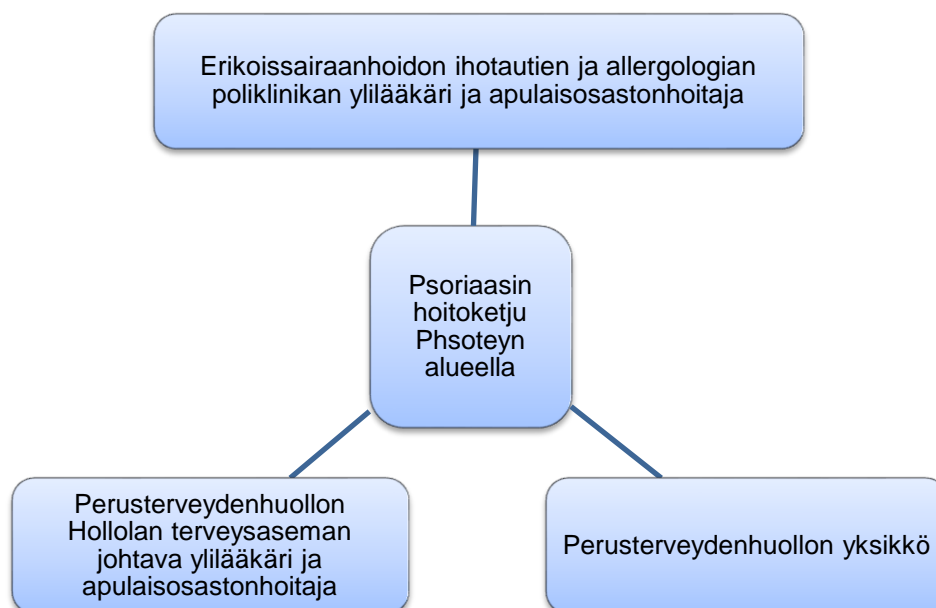 Erikoissairaanhoidon ihotautien ja allergologian
poliklinikan ylilääkäri ja apulaisosastonhoitaja
Psoriaasin
hoitoketju
Phsoteyn
alueella
Perusterveydenhuollon
Hollolan terveysaseman
johtava ylilääkäri ja
apulaisosastonhoitaja
Perusterveydenhuollon yksikkö